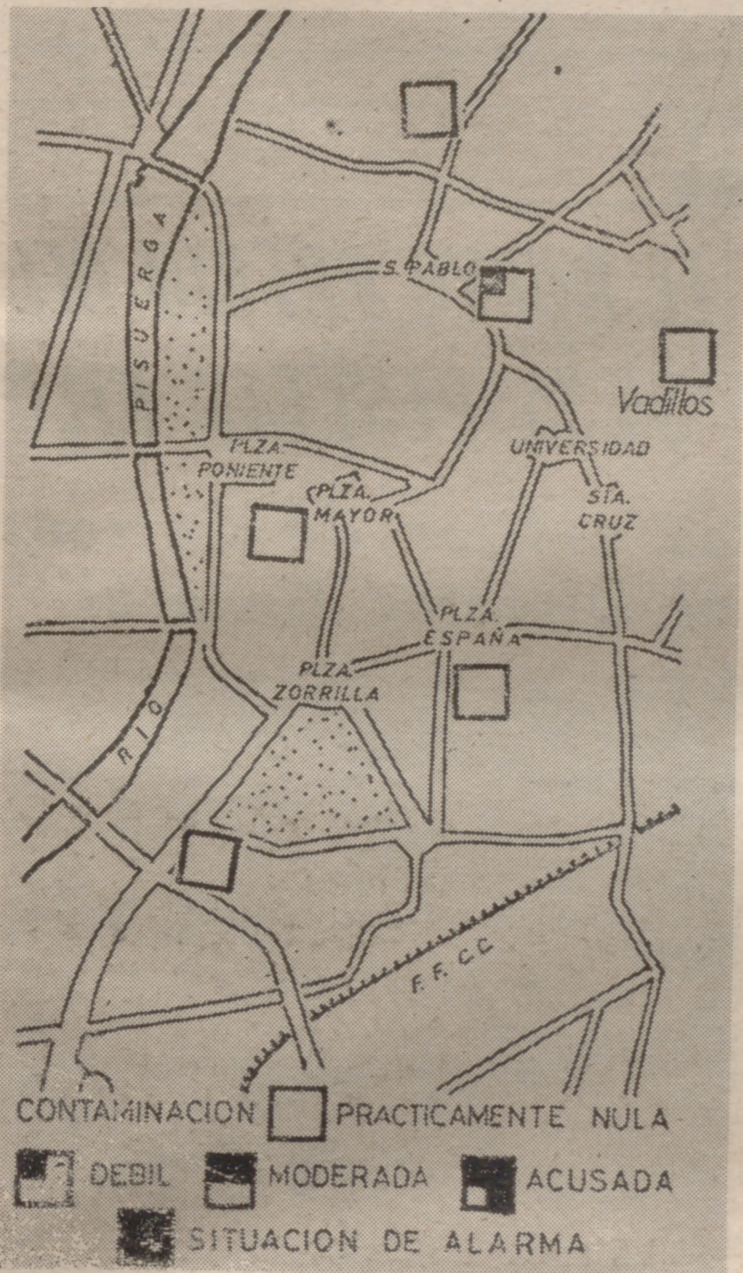 S. PABLO
PISUERGA
Vadillos
PLZA.
PONIENTE
UNIVERSIDAD
PLZA.
MAYOR
STA.
CRUZ
PLZA.
ESPAÑA
PLZA.
ZORRILLA
RIO
F.F.C.C.
CONTAMINACION PRACTICAMENTE NULA
DEBIL MODERADA ACUSADA
SITUACION DE ALARMA